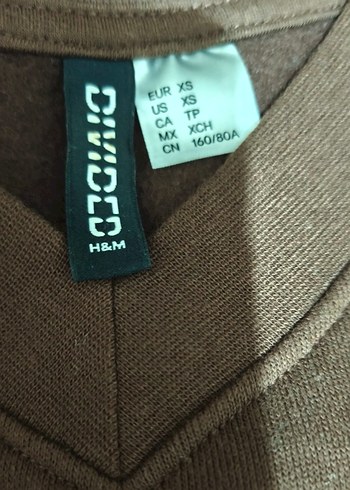 DIVIDED
H&M
EUR XS
US XS
CA TP
MX XCH
CN 160/80A